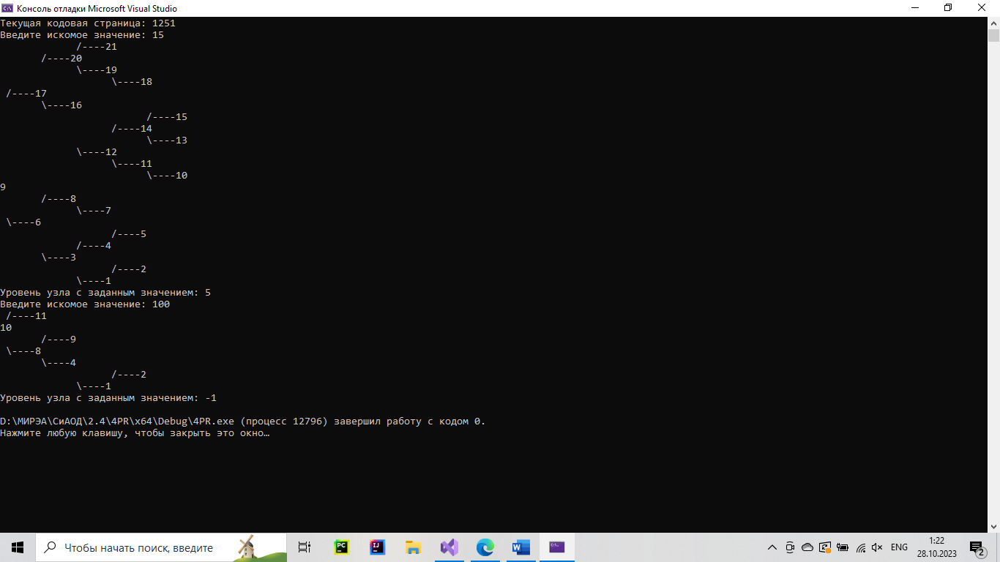 Консоль отладки Microsoft Visual Studio
Текущая кодовая страница: 1251
Введите искомое значение: 15
/----21
/----20
\----19
\----18
/----17
\----16
/----15
/----14
\----13
\----12
\----11
\----10
9
/----8
\----7
\----6
/----5
/----4
\----3
/----2
\----1
Уровень узла с заданным значением: 5
Введите искомое значение: 100
/----11
10
/----9
\----8
\----4
/----2
\----1
Уровень узла с заданным значением: -1
D:\МИРЭА\СиАОД\2.4\4PR\x64\Debug\4PR.exe (процесс 12796) завершил работу с кодом 0.
Нажмите любую клавишу, чтобы закрыть это окно…
Чтобы начать поиск, введите
PC
IJ
W
ENG
1:22
28.10.2023
2